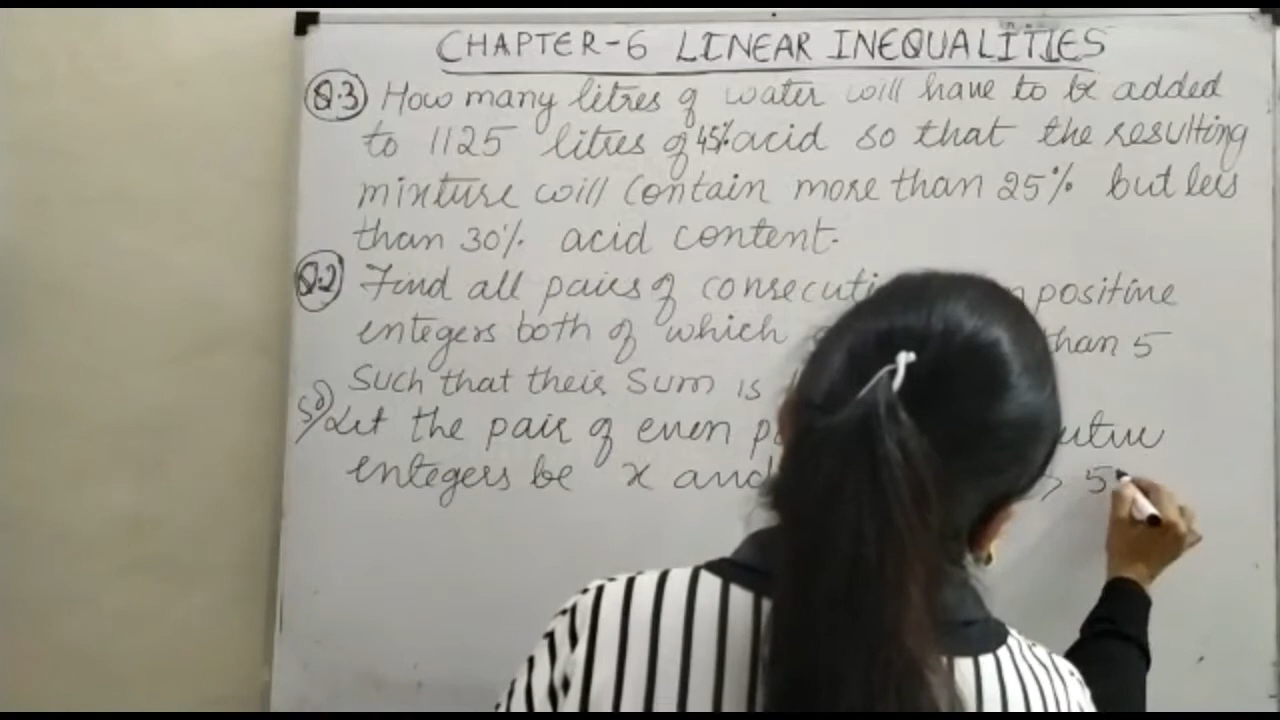 CHAPTER-6 LINEAR INEQUALITIES
Q.3 How many litres of water will have to be added
to 1125 litres of 45% acid so that the resulting
mixture will contain more than 25% but less
than 30% acid content.
Q.2 Find all pairs of consecuti positive
integers both of which than 5
Such that their Sum is
Sol Let the pair of even
integers be x and > 5